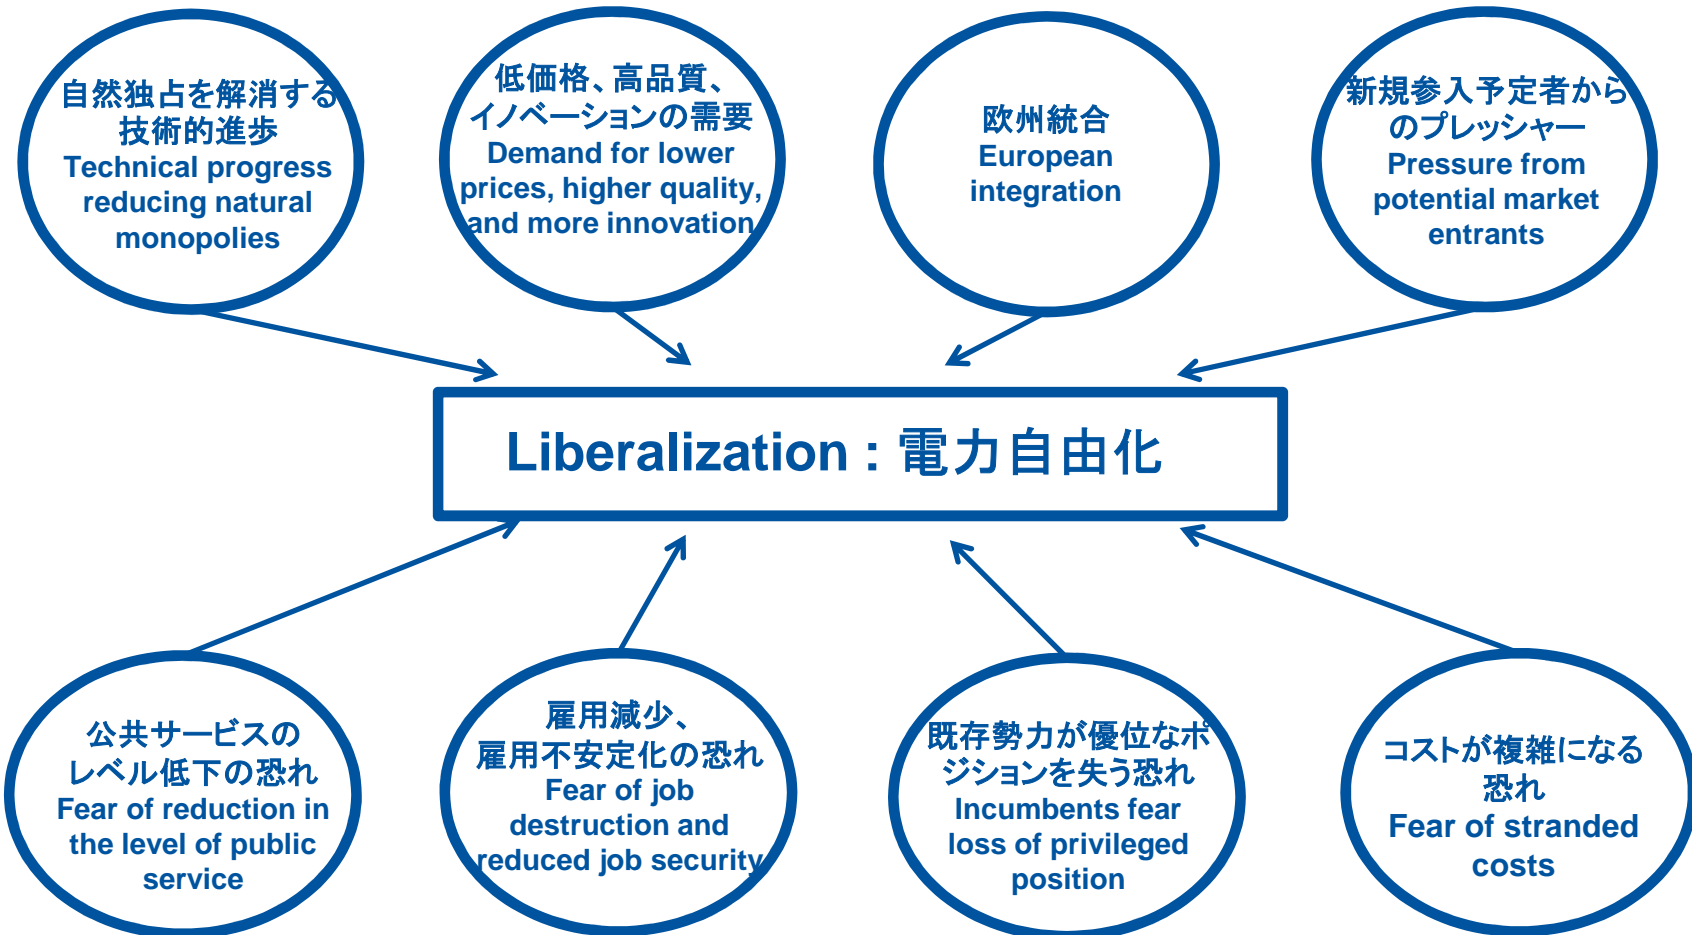 自然独占を解消する
技術的進歩
Technical progress
reducing natural
monopolies
低価格、高品質、
イノベーションの需要
Demand for lower
prices, higher quality,
and more innovation
欧州統合
European
integration
新規参入予定者から
のプレッシャー
Pressure from
potential market
entrants
Liberalization : 電力自由化
公共サービスの
レベル低下の恐れ
Fear of reduction in
the level of public
service
雇用減少、
雇用不安定化の恐れ
Fear of job
destruction and
reduced job security
既存勢力が優位なポ
ジションを失う恐れ
Incumbents fear
loss of privileged
position
コストが複雑になる
恐れ
Fear of stranded
costs